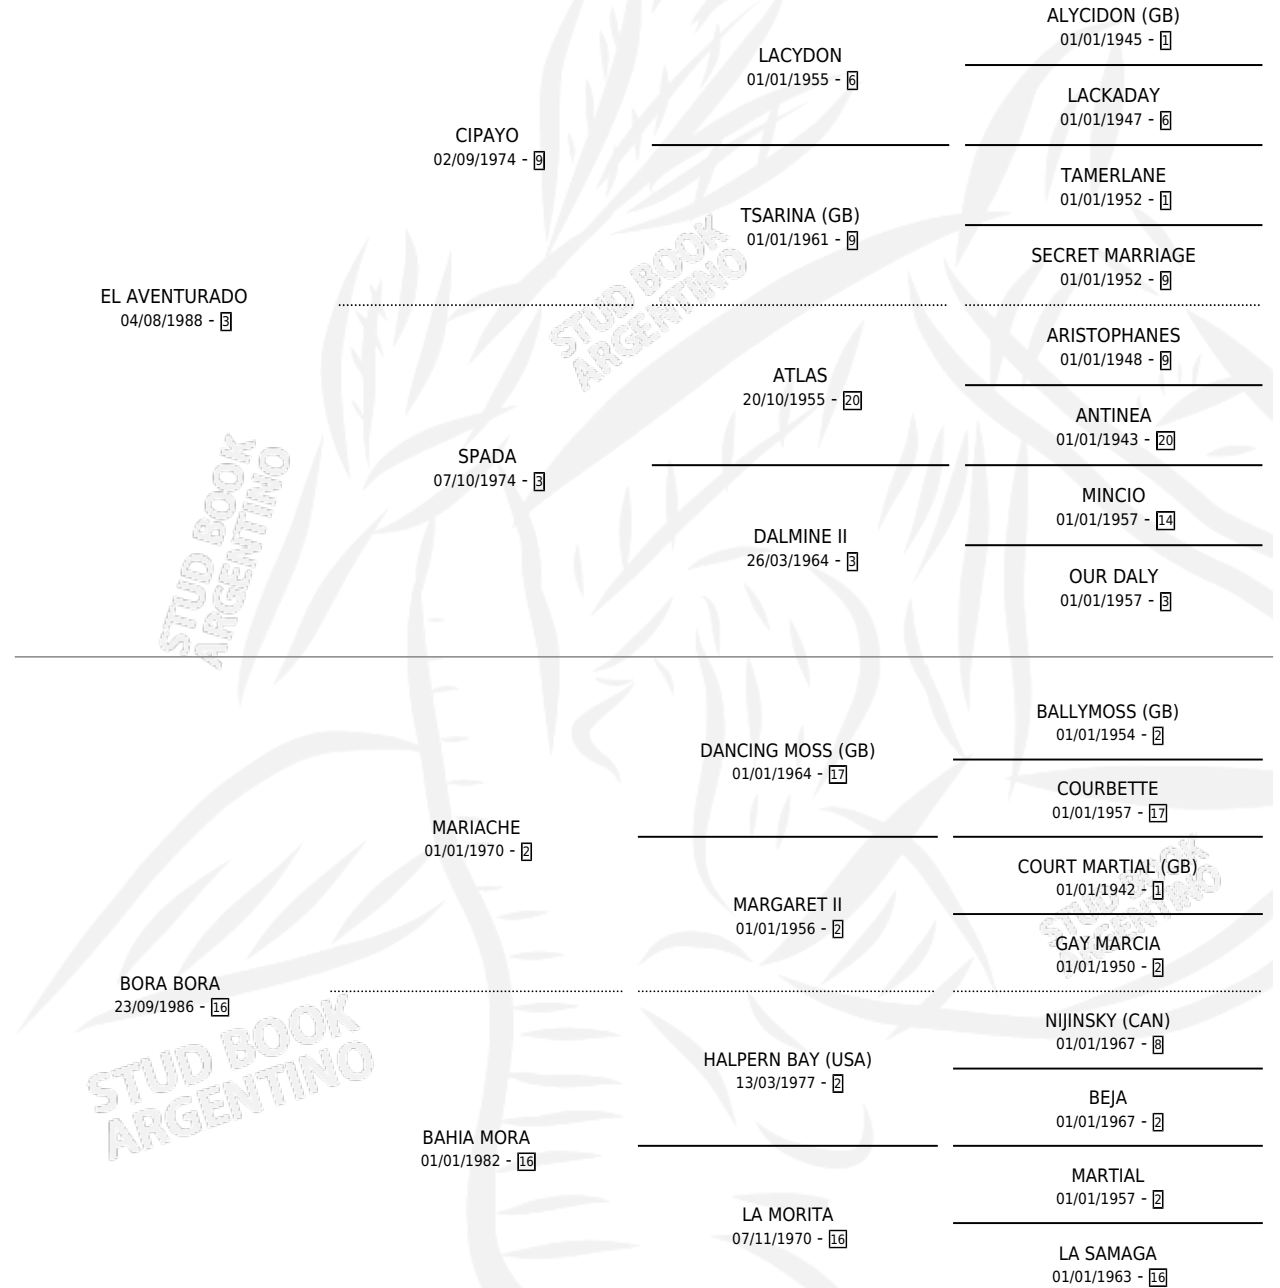 ALYCIDON (GB)
01/01/1945 - 1
LACYDON
01/01/1955 - 6
LACKADAY
01/01/1947 - 6
CIPAYO
02/09/1974 - 9
TAMERLANE
01/01/1952 - 1
TSARINA (GB)
01/01/1961 - 9
SECRET MARRIAGE
01/01/1952 - 9
EL AVENTURADO
04/08/1988 - 3
ARISTOPHANES
01/01/1948 - 9
ATLAS
20/10/1955 - 20
ANTINEA
01/01/1943 - 20
SPADA
07/10/1974 - 3
MINCIO
01/01/1957 - 14
DALMINE II
26/03/1964 - 3
OUR DALY
01/01/1957 - 3
BALLYMOSS (GB)
01/01/1954 - 2
DANCING MOSS (GB)
01/01/1964 - 17
COURBETTE
01/01/1957 - 17
MARIACHE
01/01/1970 - 2
COURT MARTIAL (GB)
01/01/1942 - 1
MARGARET II
01/01/1956 - 2
GAY MARCIA
01/01/1950 - 2
BORA BORA
23/09/1986 - 16
NIJINSKY (CAN)
01/01/1967 - 8
HALPERN BAY (USA)
13/03/1977 - 2
BEJA
01/01/1967 - 2
BAHIA MORA
01/01/1982 - 16
MARTIAL
01/01/1957 - 2
LA MORITA
07/11/1970 - 16
LA SAMAGA
01/01/1963 - 16
STUD BOOK
ARGENTINO
STUD BOOK
ARGENTINO
STUD BOOK
ARGENTINO
STUD BOOK
ARGENTINO